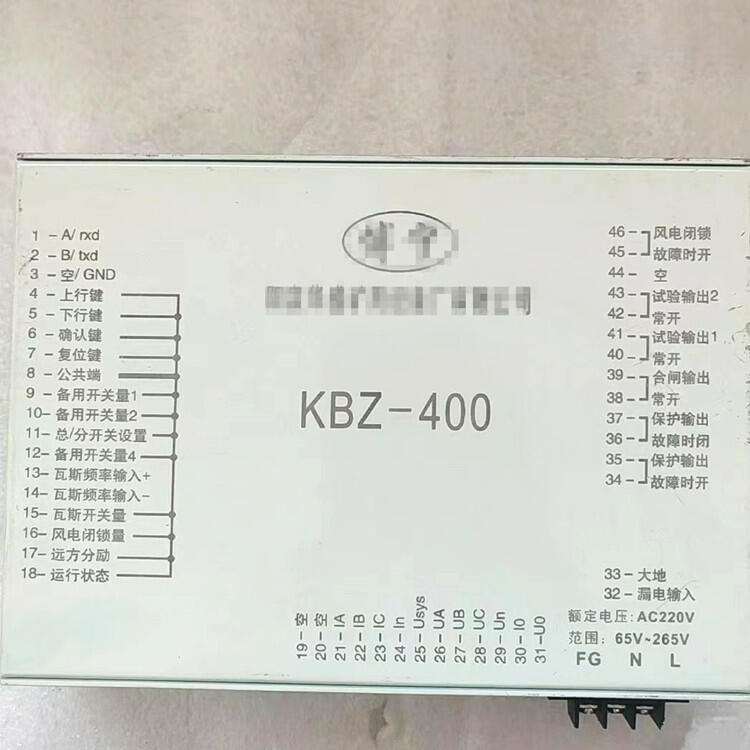 1 - A/ rxd
2 - B/ txd
3 - 空/ GND
4 - 上行键
5 - 下行键
6 - 确认键
7 - 复位键
8 - 公共端
9 - 备用开关量1
10- 备用开关量2
11- 总/分开关设置
12- 备用开关量4
13- 瓦斯频率输入+
14- 瓦斯频率输入-
15- 瓦斯开关量
16- 风电闭锁量
17- 远方分励
18- 运行状态
KBZ-400
46 - 风电闭锁
45 - 故障时开
44 - 空
43 - 试验输出2
42 - 常开
41 - 试验输出1
40 - 常开
39 - 合闸输出
38 - 常开
37 - 保护输出
36 - 故障时闭
35 - 保护输出
34 - 故障时开
33 - 大地
32 - 漏电输入
额定电压: AC220V
范围: 65V~265V
FG N L
19-空
20-空
21-IA
22-IB
23-IC
24-In
25-Usys
26-UA
27-UB
28-UC
29-Un
30-I0
31-U0